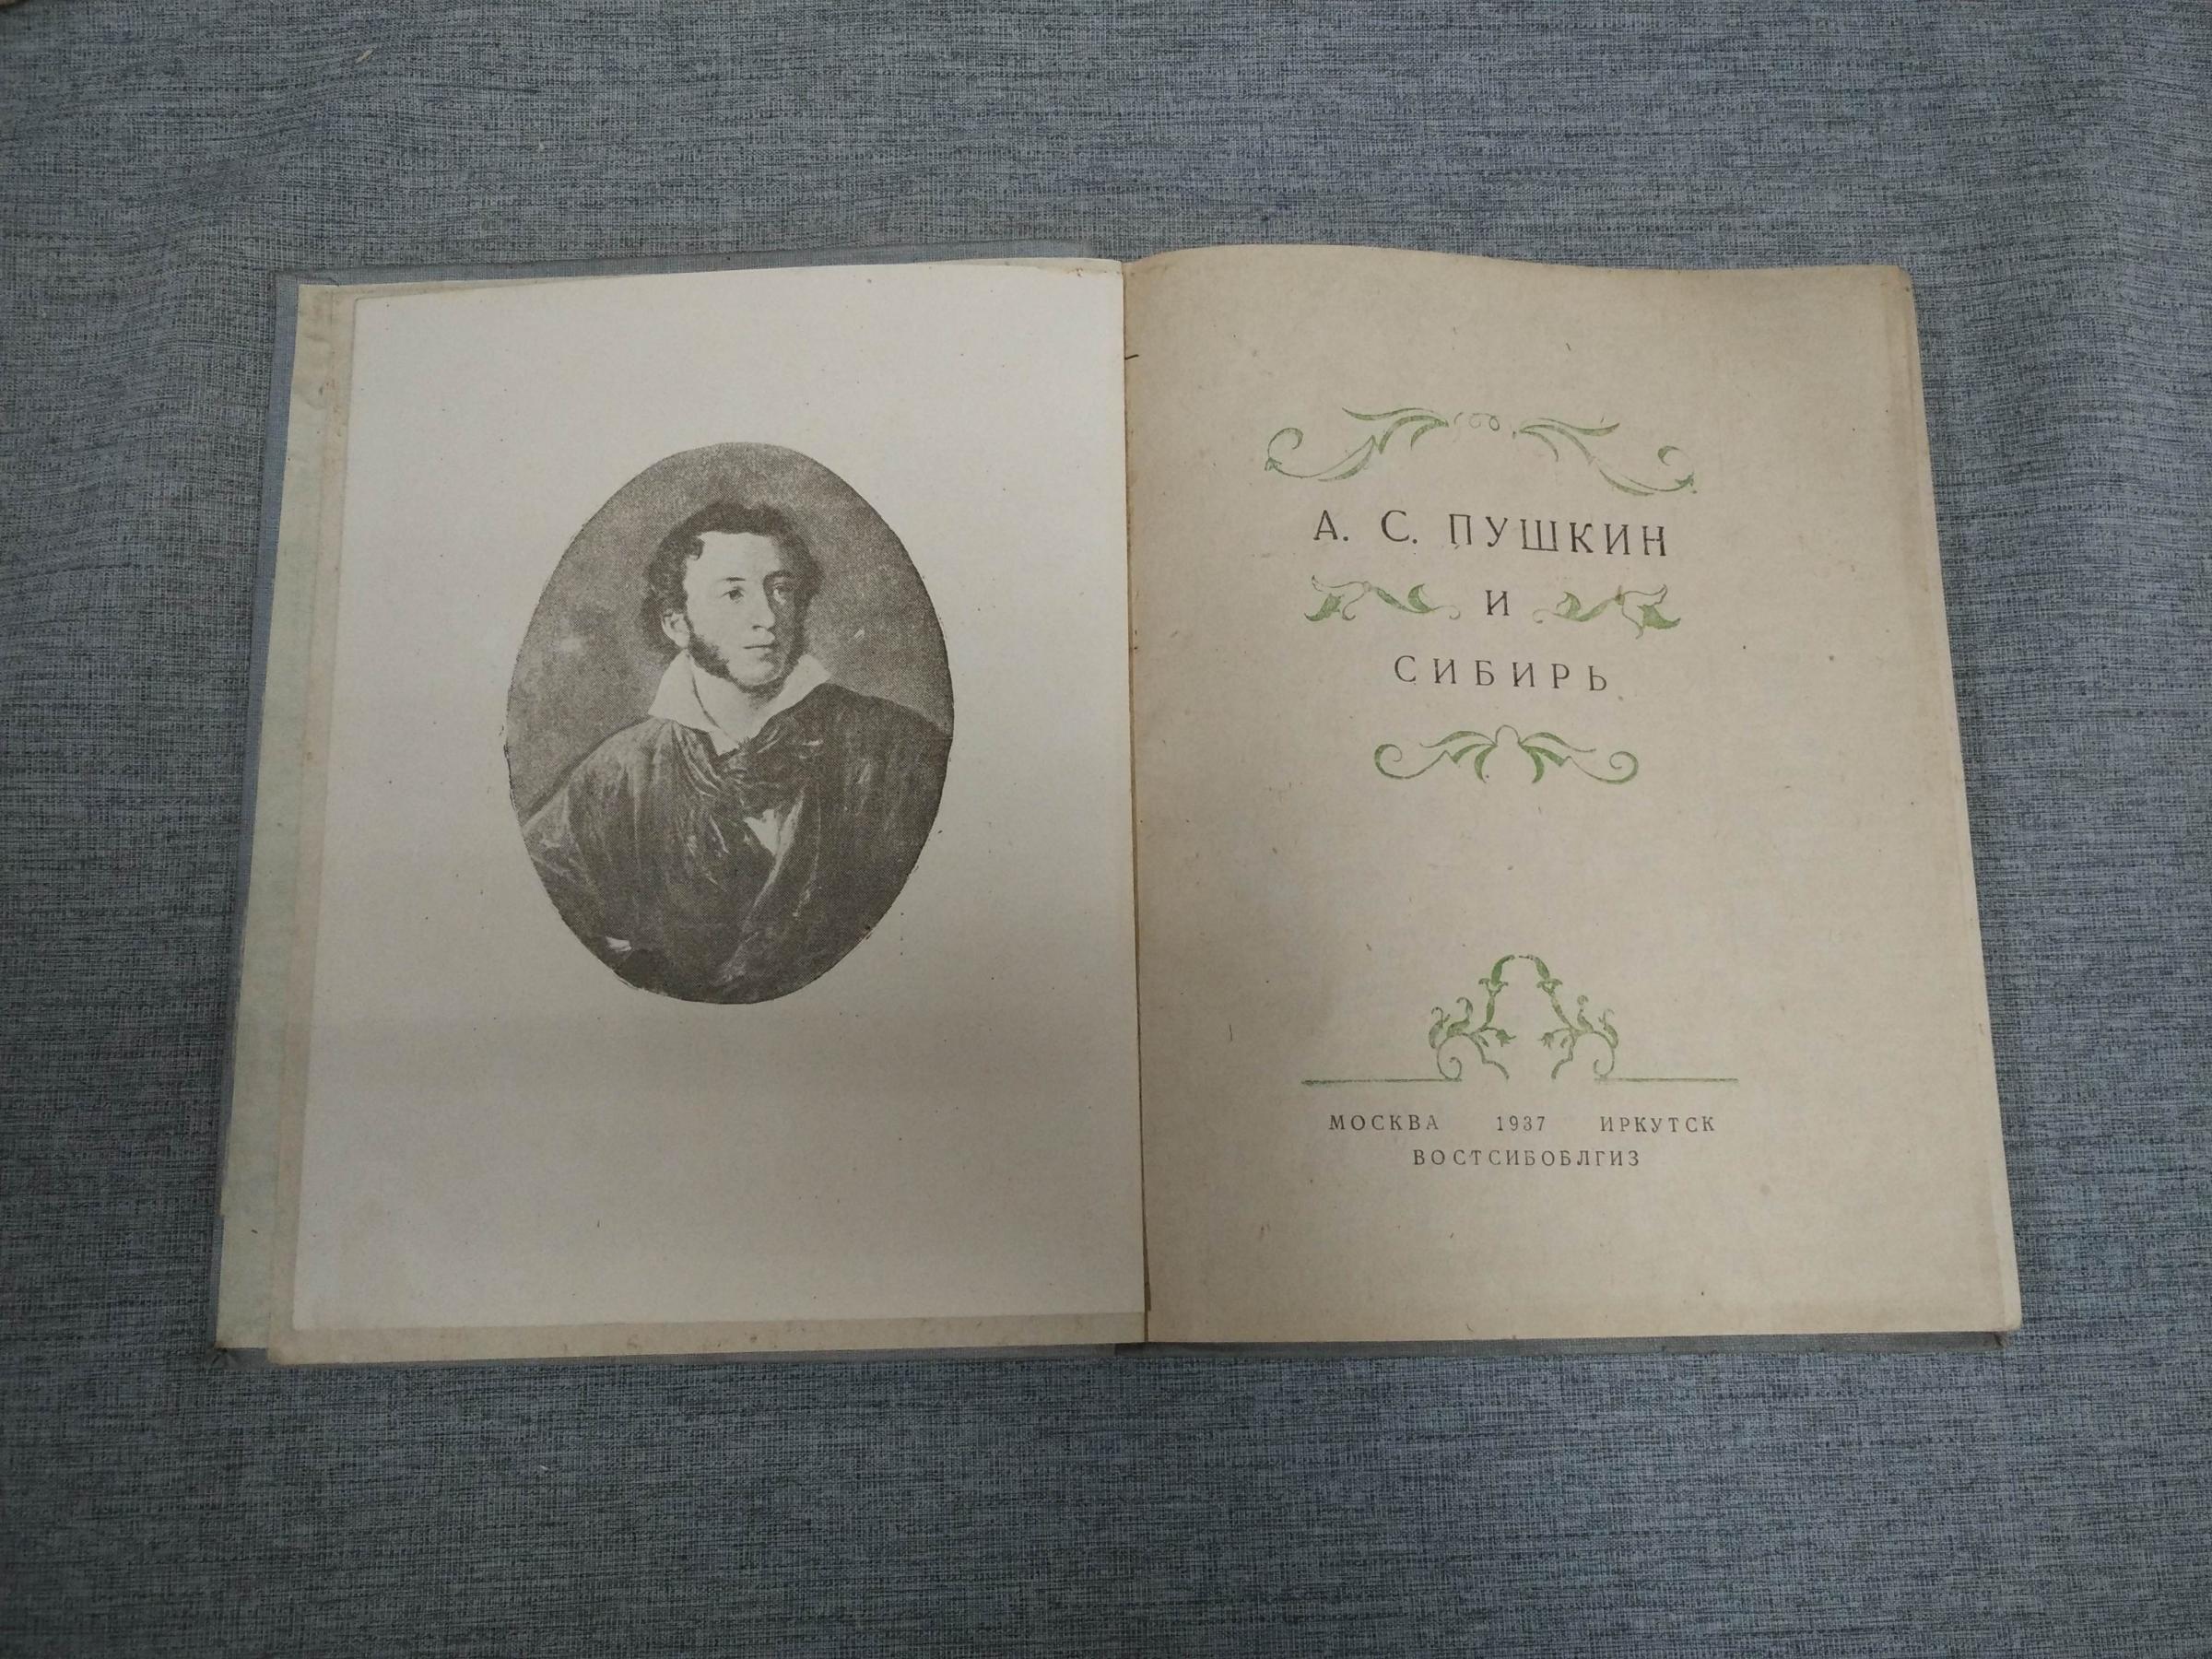 А. С. ПУШКИН
И
СИБИРЬ
МОСКВА 1937 ИРКУТСК
ВОСТСИБОБЛГИЗ